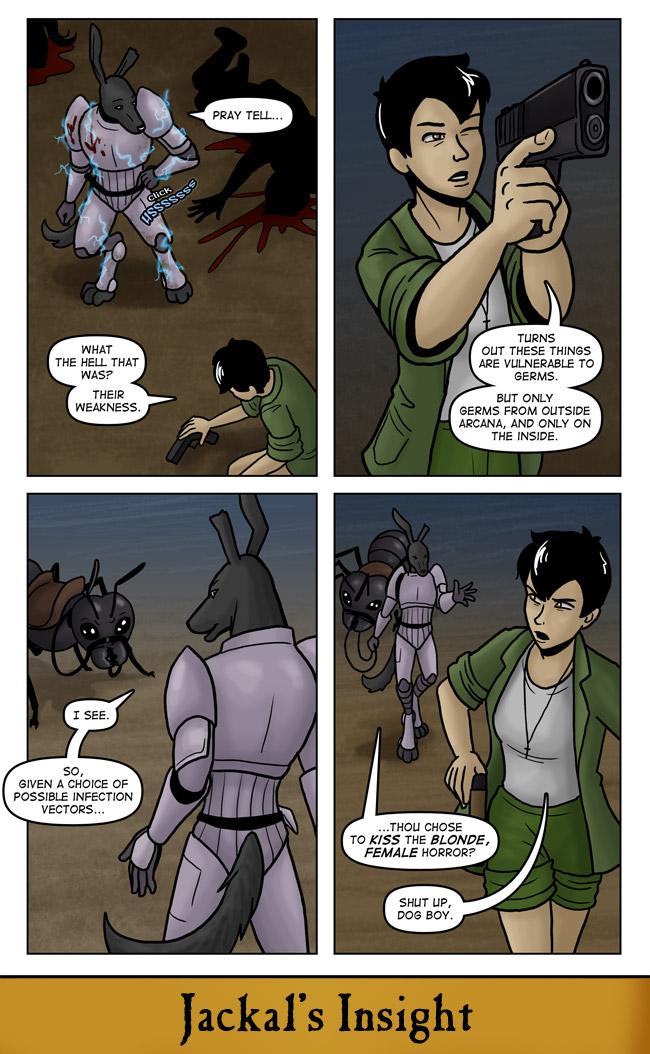 PRAY TELL...
click
HSSSSSSS
WHAT
THE HELL THAT
WAS?
THEIR
WEAKNESS.
TURNS
OUT THESE THINGS
ARE VULNERABLE TO
GERMS.
BUT ONLY
GERMS FROM OUTSIDE
ARCANA, AND ONLY ON
THE INSIDE.
I SEE.
SO,
GIVEN A CHOICE OF
POSSIBLE INFECTION
VECTORS...
...THOU CHOSE
TO KISS THE BLONDE,
FEMALE HORROR?
SHUT UP,
DOG BOY.
Jackal's Insight